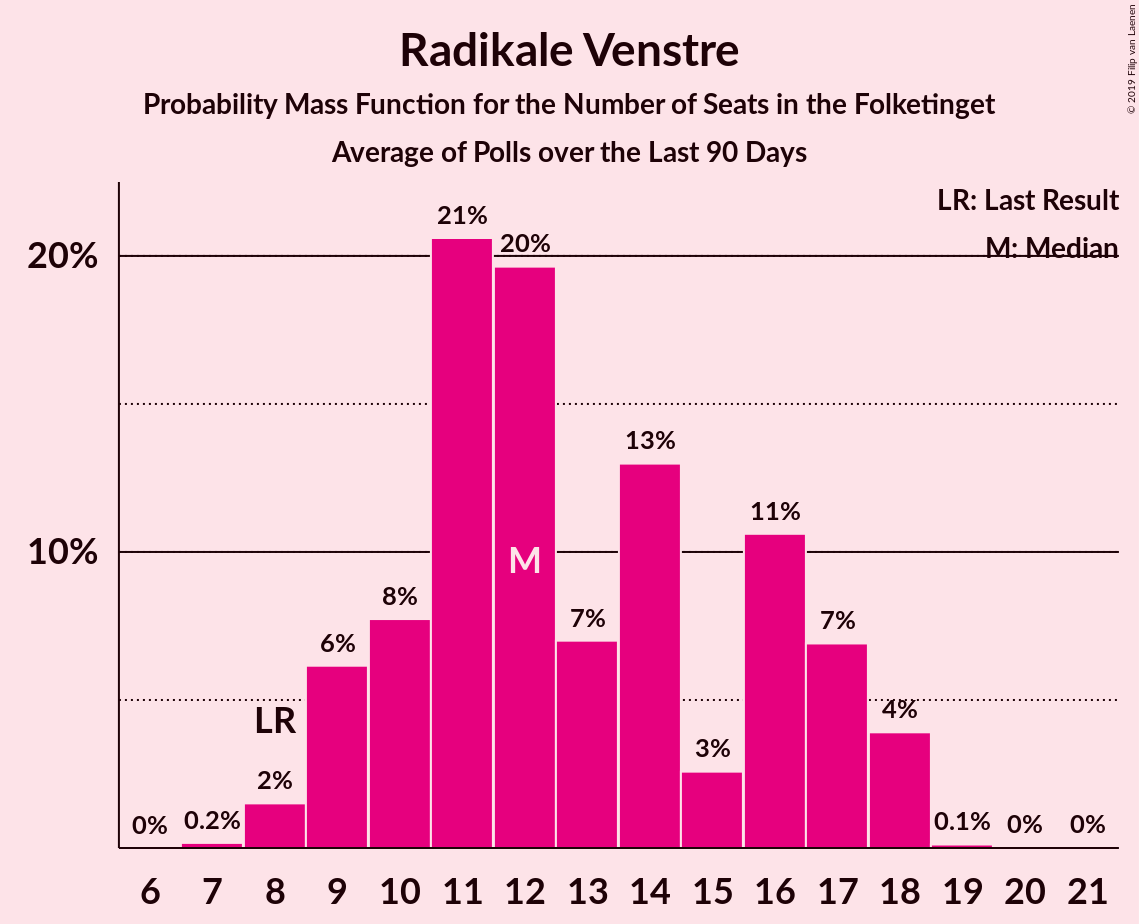 Radikale Venstre
Probability Mass Function for the Number of Seats in the Folketinget
Average of Polls over the Last 90 Days
© 2019 Filip van Laenen
LR: Last Result
M: Median
20%
10%
0%
0.2%
2%
LR
6%
8%
21%
20%
M
7%
13%
3%
11%
7%
4%
0.1%
0%
0%
6 7 8 9 10 11 12 13 14 15 16 17 18 19 20 21